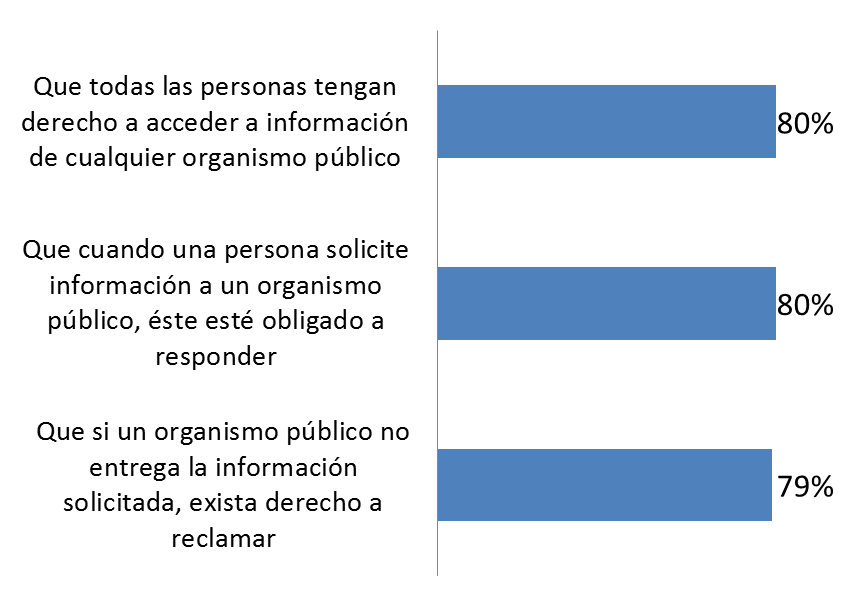 Que todas las personas tengan
derecho a acceder a información
de cualquier organismo público
80%
Que cuando una persona solicite
información a un organismo
público, éste esté obligado a
responder
80%
Que si un organismo público no
entrega la información
solicitada, exista derecho a
reclamar
79%